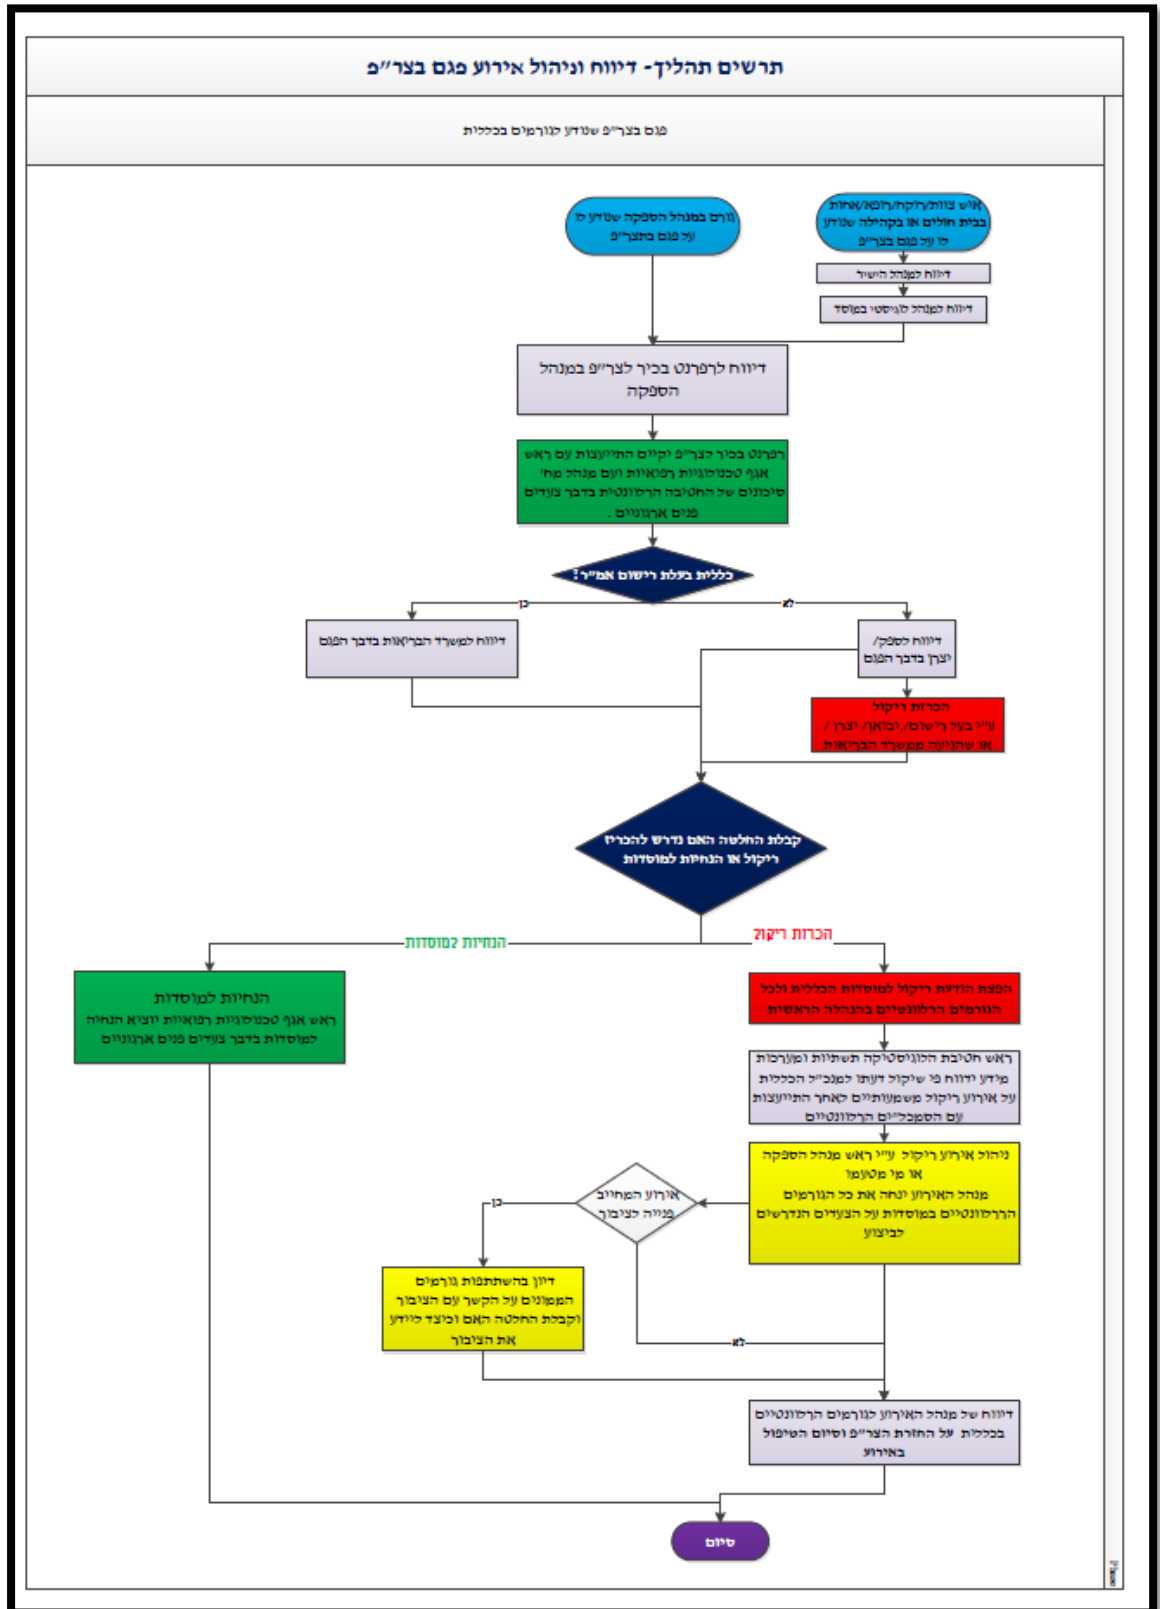 תרשים תהליך- דיווח וניהול אירוע פגם בצר״פ
פגם בצר״פ שנודע לגורמים בכללית
איש צוות/רוקח/רופא/אחות
בבית חולים או בקהילה שנודע
לו על פגם בצר״פ
גורם במנהל הספקה שנודע לו
על פגם בתצר״פ
דיווח למנהל הישיר
דיווח למנהל לוגיסטי במוסד
דיווח לרפרנט בכיר לצר״פ במנהל
הספקה
רפרנט בכיר לצר״פ יקיים התייעצות עם ראש
אגף טכנולוגיות רפואיות ועם מנהל מח'
סיכונים של החטיבה הרלוונטית בדבר צעדים
פנים ארגוניים .
כללית בעלת רישום אמ״ר?
לא
כן
דיווח לספק/
יצרן בדבר הפגם
דיווח למשרד הבריאות בדבר הפגם
הכרזת ריקול
ע״י בעל רישום/,יבואן/ יצרן /
או שהגיעה ממשרד הבריאות
קבלת החלטה האם נדרש להכריז
ריקול או הנחיות למוסדות
הכרזת ריקול
הנחיות למוסדות
הפצת הודעת ריקול למוסדות הכללית ולכל
הגורמים הרלוונטיים בהנהלה הראשית
הנחיות למוסדות
ראש אגף טכנולוגיות רפואיות יוציא הנחיה
למוסדות בדבר צעדים פנים ארגוניים
ראש חטיבת הלוגיסטיקה תשתיות ומערכות
מידע ידווח פי שיקול דעתו למנכ״ל הכללית
על אירוע ריקול משמעותיים לאחר התייעצות
עם הסמכל״ים הרלוונטיים
ניהול אירוע ריקול ע״י ראש מנהל הספקה
או מי מטעמו
מנהל האירוע ינחה את כל הגורמים
הררלוונטיים במוסדות על הצעדים הנדרשים
לביצוע
אירוע המחייב
פנייה לציבור
כן
דיון בהשתתפות גורמים
הממונים על הקשר עם הציבור
וקבלת החלטה האם וכיצד ליידע
את הציבור
לא
דיווח של מנהל האירוע לגורמים הרלוונטיים
בכללית על החזרת הצר״פ וסיום הטיפול
באירוע
סיום
Phase